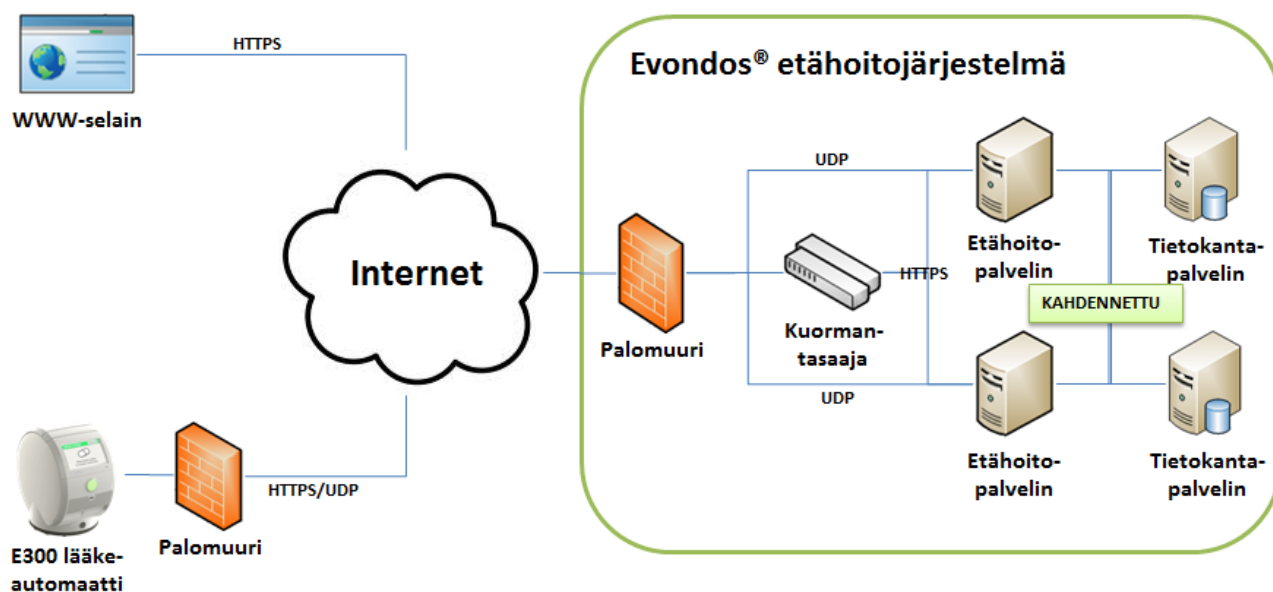 HTTPS
WWW-selain
Evondos® etähoitojärjestelmä
UDP
Etähoito-
palvelin
Tietokanta-
palvelin
Internet
HTTPS
KAHDENNETTU
Palomuuri
Kuorman-
tasaaja
UDP
Etähoito-
palvelin
Tietokanta-
palvelin
HTTPS/UDP
Palomuuri
E300 lääke-
automaatti